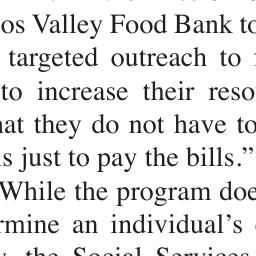 os Valley Food Bank to
targeted outreach to
to increase their reso
at they do not have to
s just to pay the bills.”
While the program doe
rmine an individual’s
the Social Services